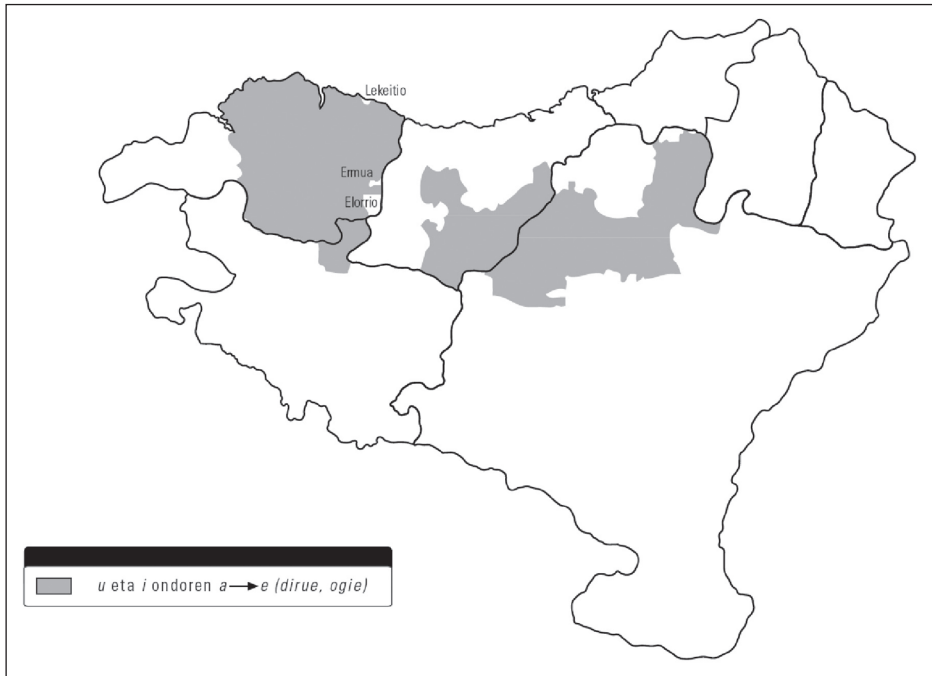 Lekeitio
Ermua
Elorrio
u eta i ondoren a→e (dirue, ogie)